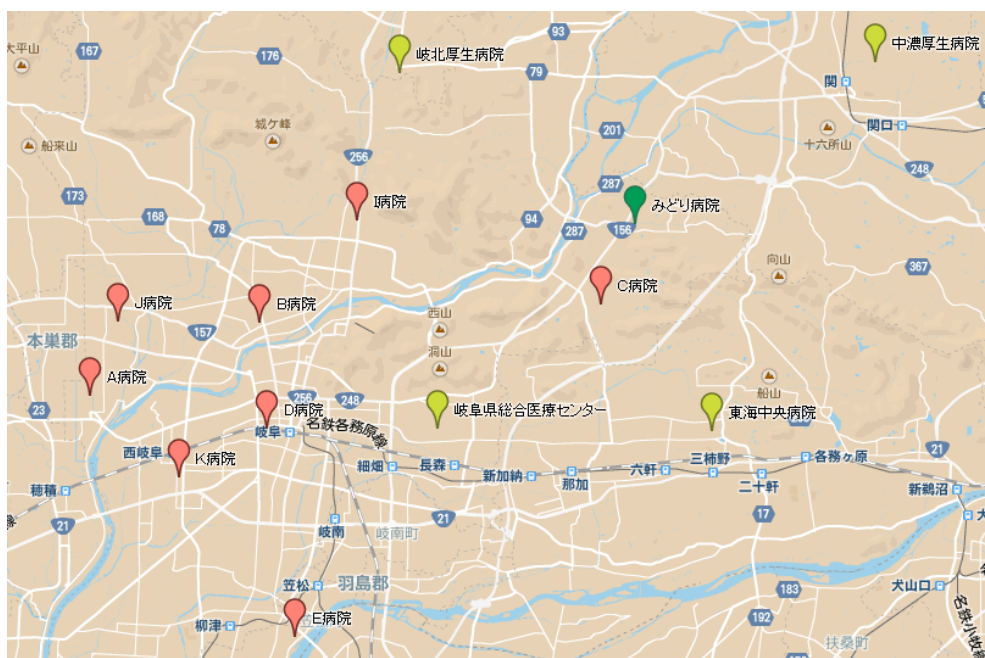 大平山
167
176
岐北厚生病院
93
79
中濃厚生病院
関
関口
船来山
城ケ峰
256
201
十六所山
248
173
287
I病院
みどり病院
168
78
94
287
156
向山
367
J病院
B病院
C病院
西山
157
本巣郡
洞山
A病院
船山
23
256
248
D病院
岐阜県総合医療センター
東海中央病院
岐阜
名鉄各務原線
西岐阜
K病院
細畑
長森
新加納
那加
六軒
三柿野
二十軒
各務ヶ原
21
穂積
新鵜沼
21
岐南
岐南町
21
17
羽島郡
笠松
183
犬山口
E病院
柳津
192
扶桑町
名鉄小牧線